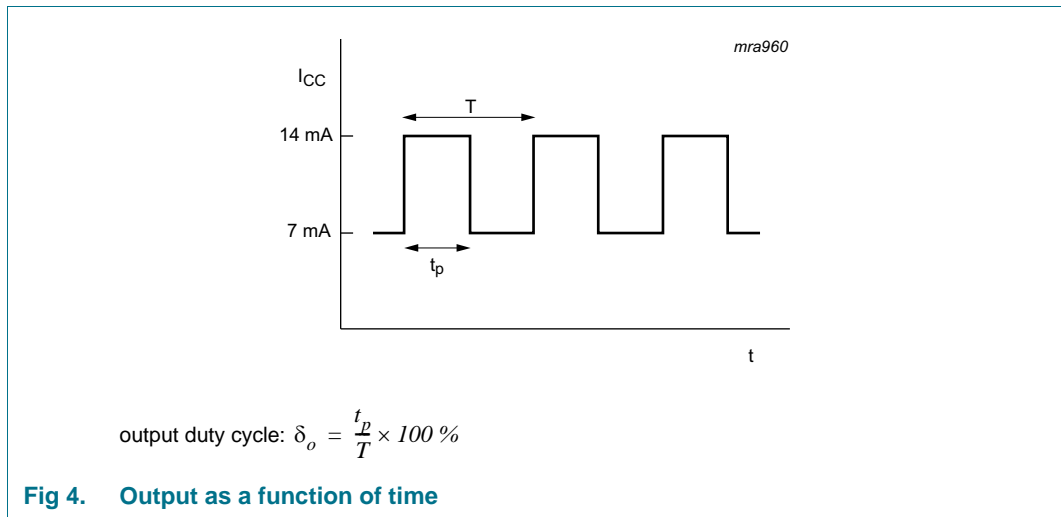 mra960
ICC
T
14 mA
7 mA
tp
t
output duty cycle: δo = tp/T × 100 %
Fig 4. Output as a function of time